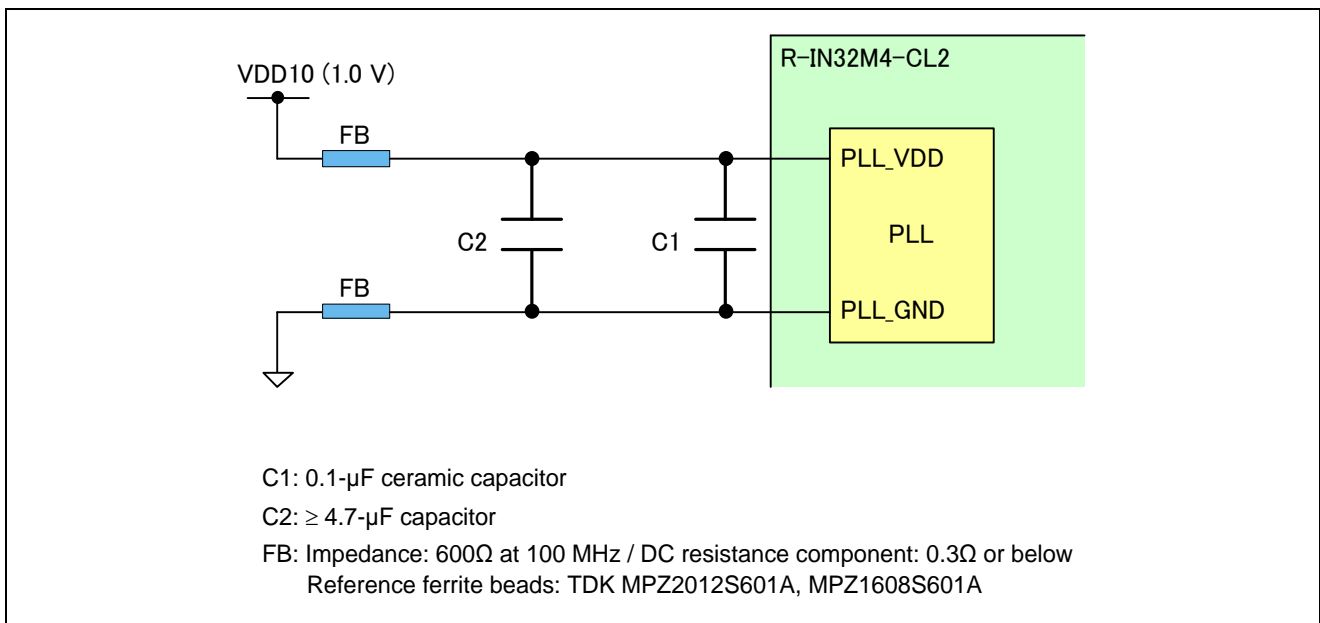 R-IN32M4-CL2
VDD10 (1.0 V)
FB
PLL_VDD
C2
C1
PLL
FB
PLL_GND
C1: 0.1-µF ceramic capacitor
C2: ≥ 4.7-µF capacitor
FB: Impedance: 600Ω at 100 MHz / DC resistance component: 0.3Ω or below
Reference ferrite beads: TDK MPZ2012S601A, MPZ1608S601A